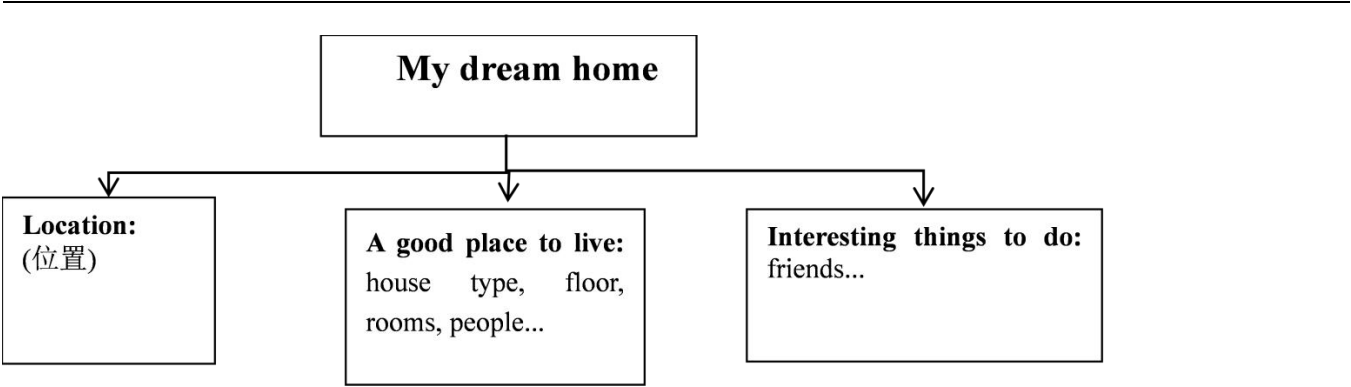 My dream home
Location:
(位置)
A good place to live:
house type, floor,
rooms, people...
Interesting things to do:
friends...